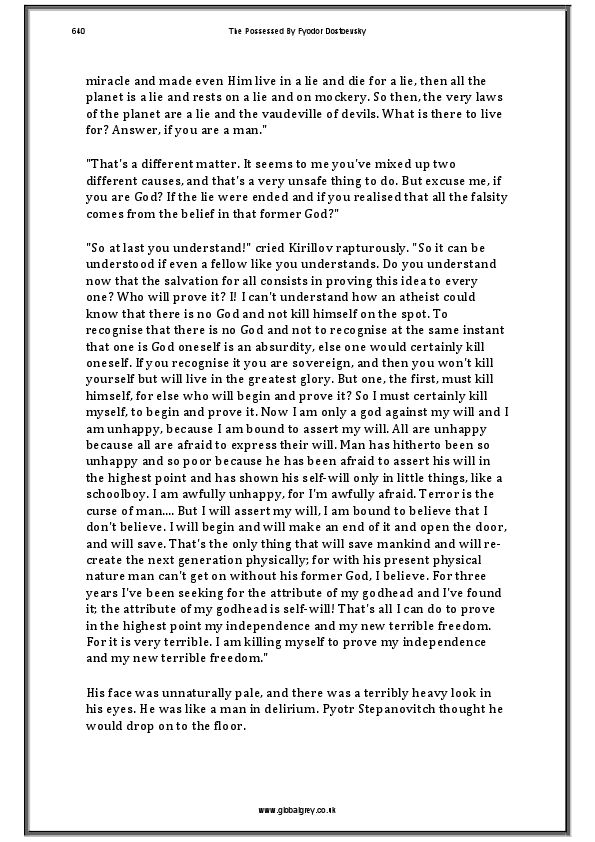 640
The Possessed By Fyodor Dostoevsky
miracle and made even Him live in a lie and die for a lie, then all the
planet is a lie and rests on a lie and on mockery. So then, the very laws
of the planet are a lie and the vaudeville of devils. What is there to live
for? Answer, if you are a man."
"That's a different matter. It seems to me you've mixed up two
different causes, and that's a very unsafe thing to do. But excuse me, if
you are God? If the lie were ended and if you realised that all the falsity
comes from the belief in that former God?"
"So at last you understand!" cried Kirillov rapturously. "So it can be
understood if even a fellow like you understands. Do you understand
now that the salvation for all consists in proving this idea to every
one? Who will prove it? I! I can't understand how an atheist could
know that there is no God and not kill himself on the spot. To
recognise that there is no God and not to recognise at the same instant
that one is God oneself is an absurdity, else one would certainly kill
oneself. If you recognise it you are sovereign, and then you won't kill
yourself but will live in the greatest glory. But one, the first, must kill
himself, for else who will begin and prove it? So I must certainly kill
myself, to begin and prove it. Now I am only a god against my will and I
am unhappy, because I am bound to assert my will. All are unhappy
because all are afraid to express their will. Man has hitherto been so
unhappy and so poor because he has been afraid to assert his will in
the highest point and has shown his self-will only in little things, like a
schoolboy. I am awfully unhappy, for I'm awfully afraid. Terror is the
curse of man.... But I will assert my will, I am bound to believe that I
don't believe. I will begin and will make an end of it and open the door,
and will save. That's the only thing that will save mankind and will re-
create the next generation physically; for with his present physical
nature man can't get on without his former God, I believe. For three
years I've been seeking for the attribute of my godhead and I've found
it; the attribute of my godhead is self-will! That's all I can do to prove
in the highest point my independence and my new terrible freedom.
For it is very terrible. I am killing myself to prove my independence
and my new terrible freedom."
His face was unnaturally pale, and there was a terribly heavy look in
his eyes. He was like a man in delirium. Pyotr Stepanovitch thought he
would drop on to the floor.
www.globalgrey.co.uk